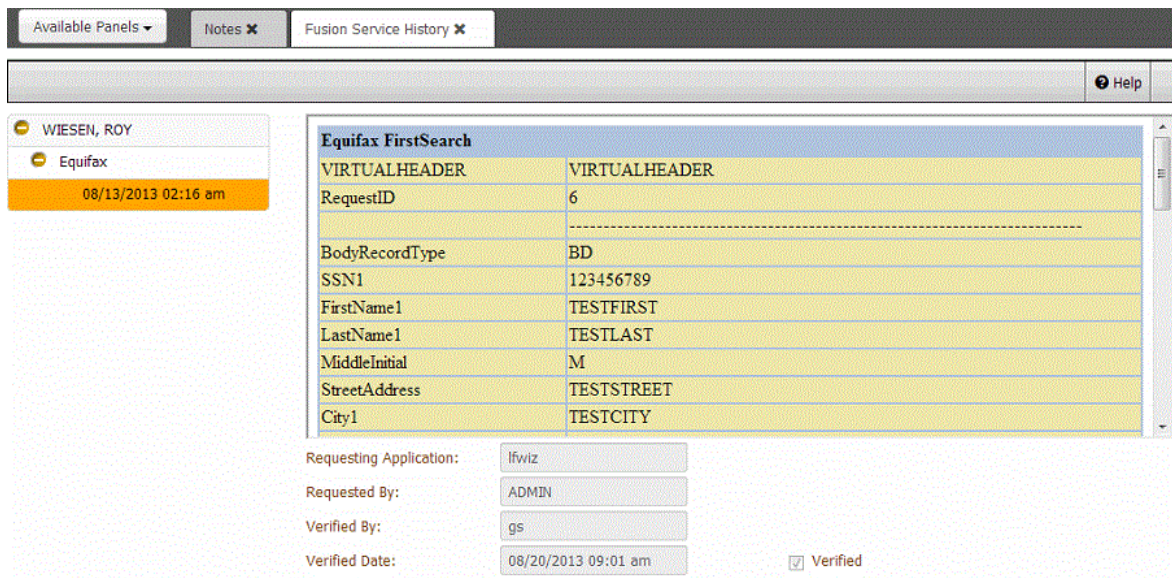 Available Panels Notes Fusion Service History
Help
WIESEN, ROY
Equifax
08/13/2013 02:16 am
Equifax FirstSearch
VIRTUALHEADER VIRTUALHEADER
RequestID 6
---------------------------------------------------------------------------
BodyRecordType BD
SSN1 123456789
FirstName1 TESTFIRST
LastName1 TESTLAST
MiddleInitial M
StreetAddress TESTSTREET
City1 TESTCITY
Requesting Application: lfwiz
Requested By: ADMIN
Verified By: gs
Verified Date: 08/20/2013 09:01 am Verified